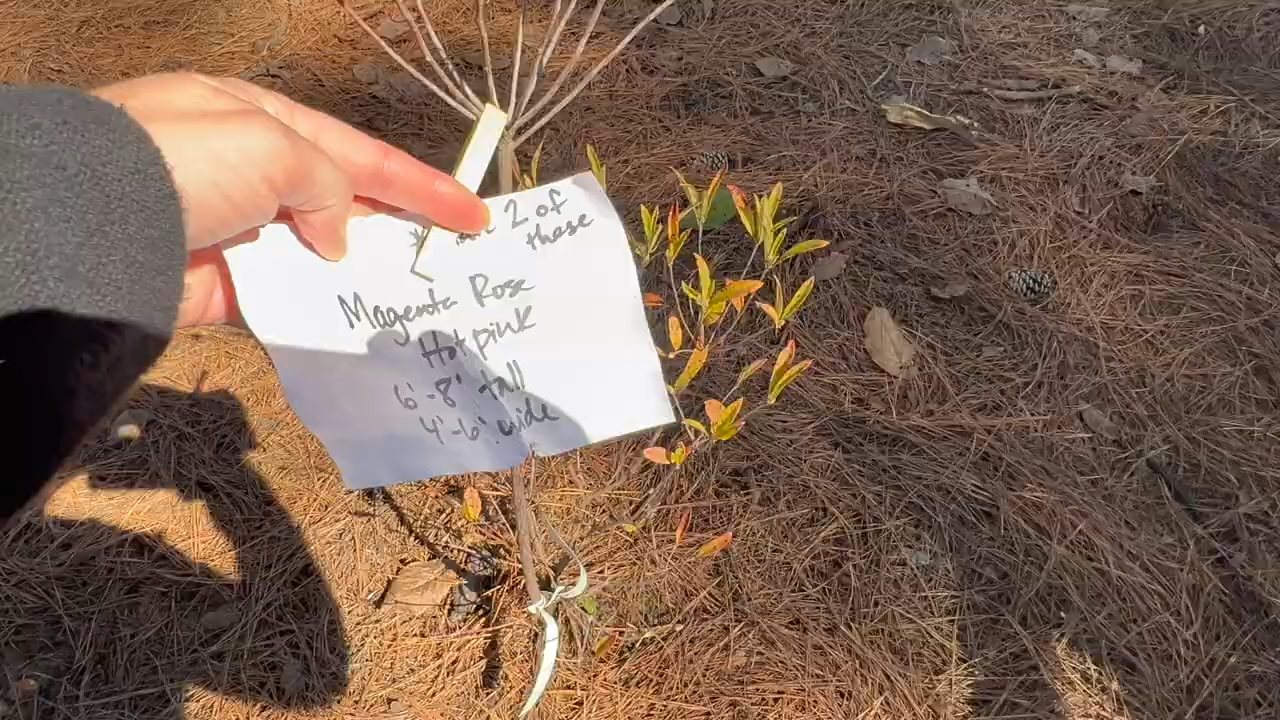 * 2 of
these
Magenta Rose
Hot pink
6'-8' tall
4'-6' wide